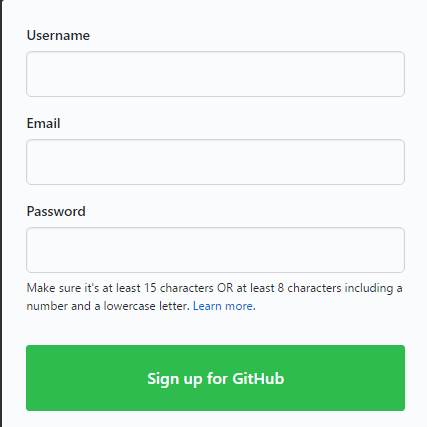 Username
Email
Password
Make sure it's at least 15 characters OR at least 8 characters including a
number and a lowercase letter. Learn more.
Sign up for GitHub